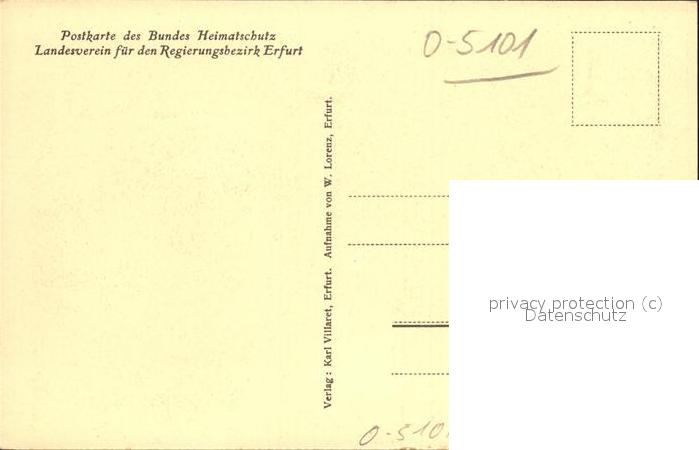 Postkarte des Bundes Heimatschutz
Landesverein für den Regierungsbezirk Erfurt
O-5101
Verlag: Karl Villaret, Erfurt. Aufnahme von W. Lorenz, Erfurt.
privacy protection (c)
Datenschutz
O-5101